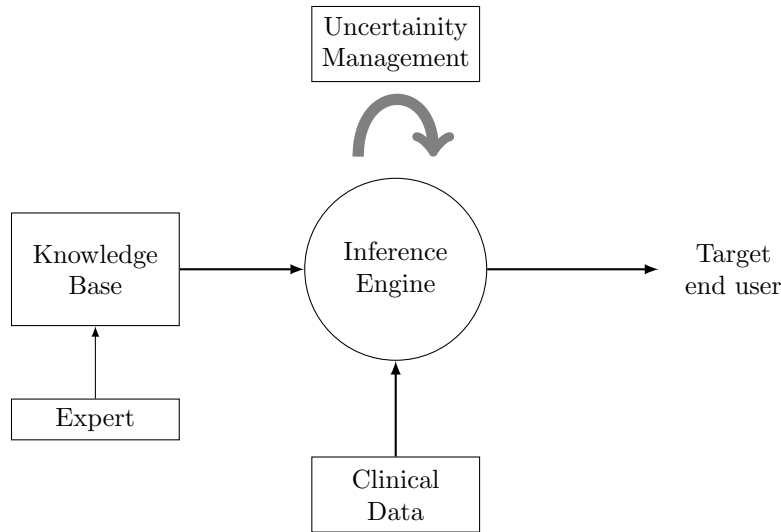 Uncertainity
Management
Knowledge
Base
Inference
Engine
Target
end user
Expert
Clinical
Data